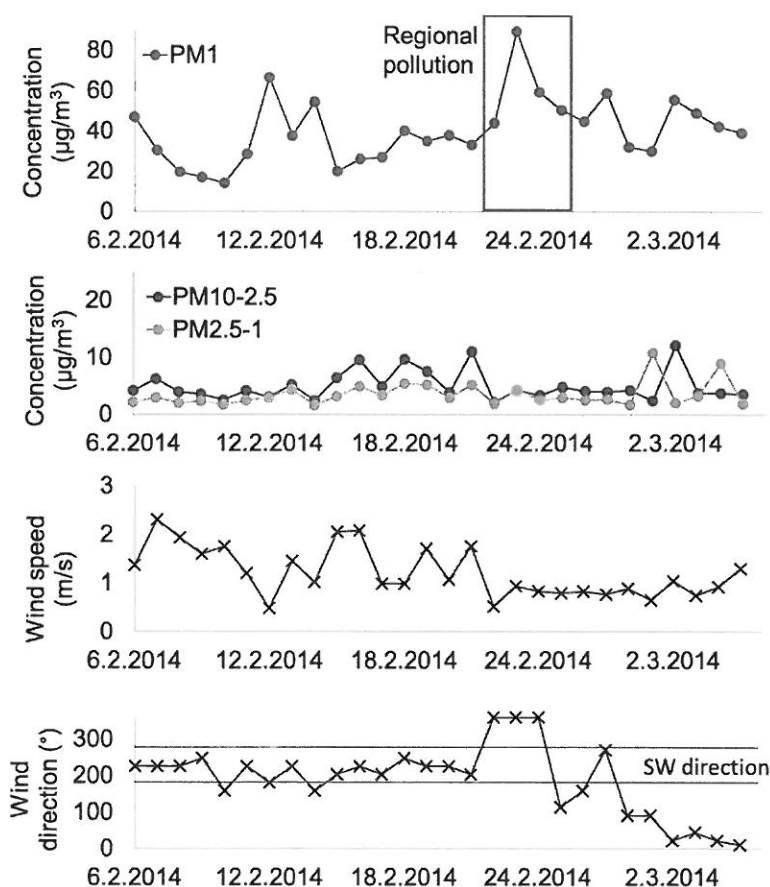 Concentration
(µg/m³)
80
60
40
20
0
PM1
Regional
pollution
6.2.2014 12.2.2014 18.2.2014 24.2.2014 2.3.2014
Concentration
(µg/m³)
20
10
0
PM10-2.5
PM2.5-1
6.2.2014 12.2.2014 18.2.2014 24.2.2014 2.3.2014
Wind speed
(m/s)
3
2
1
0
6.2.2014 12.2.2014 18.2.2014 24.2.2014 2.3.2014
Wind
direction (°)
300
200
100
0
SW direction
6.2.2014 12.2.2014 18.2.2014 24.2.2014 2.3.2014